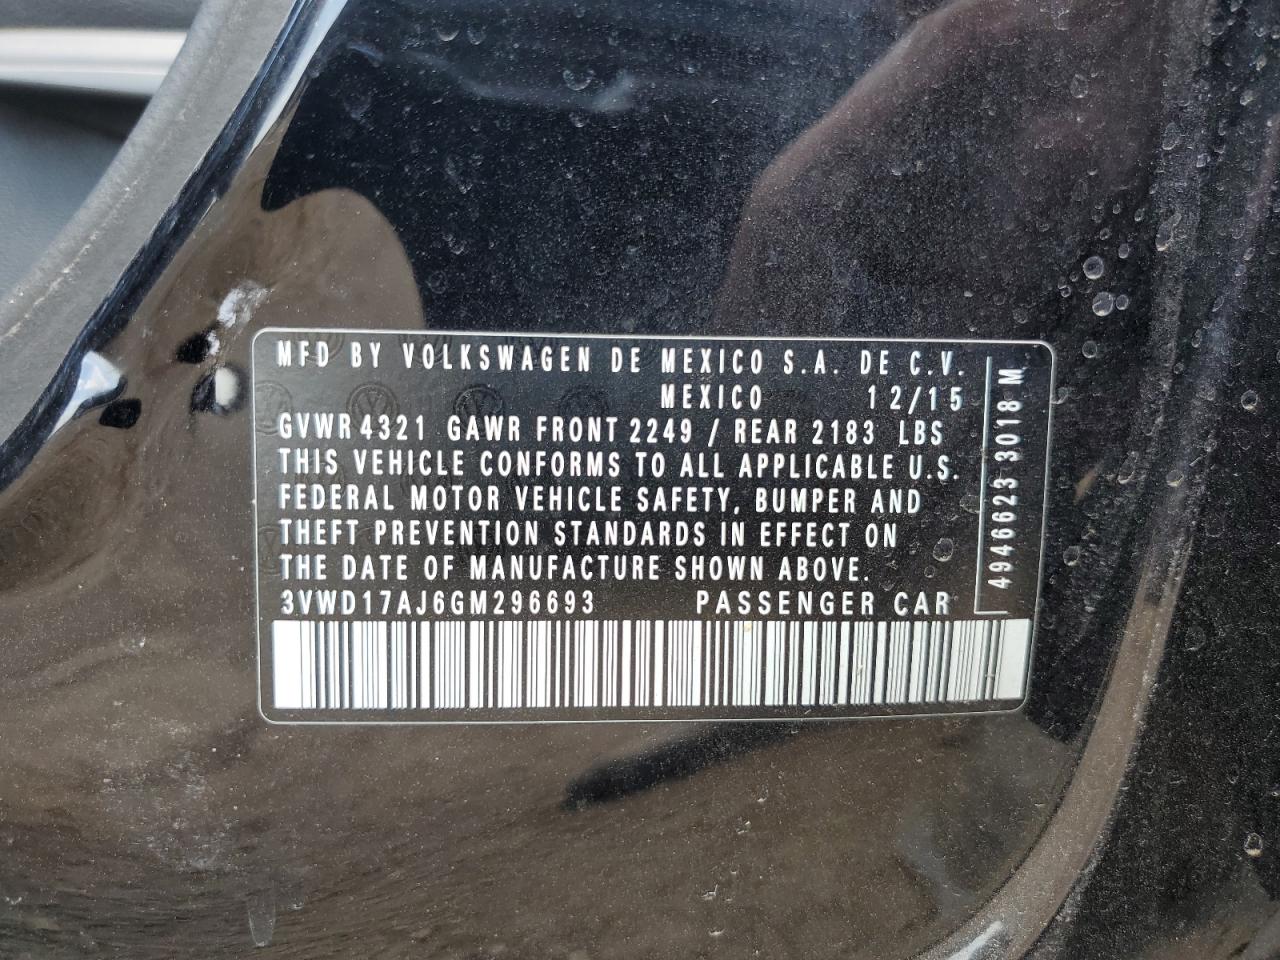 MFD BY VOLKSWAGEN DE MEXICO S.A. DE C.V.
MEXICO 12/15
GVWR 4321 GAWR FRONT 2249 / REAR 2183 LBS
THIS VEHICLE CONFORMS TO ALL APPLICABLE U.S.
FEDERAL MOTOR VEHICLE SAFETY, BUMPER AND
THEFT PREVENTION STANDARDS IN EFFECT ON
THE DATE OF MANUFACTURE SHOWN ABOVE.
3VWD17AJ6GM296693 PASSENGER CAR
4946623 3018 M